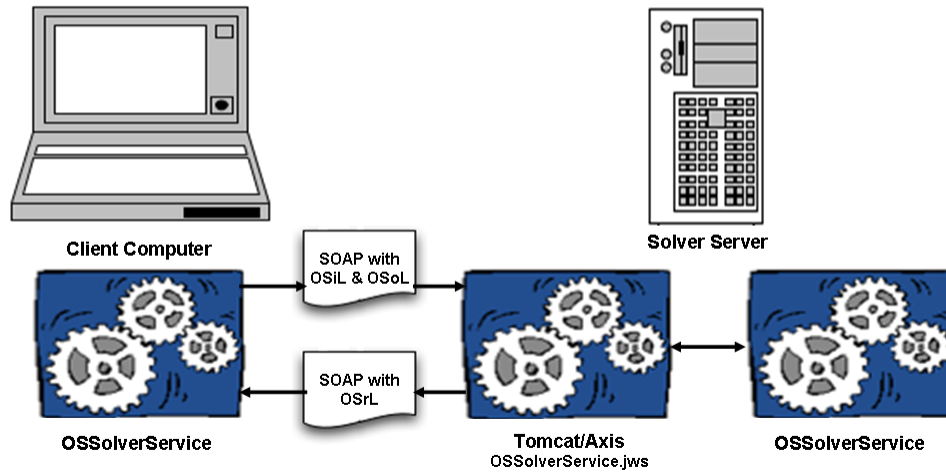 Client Computer
Solver Server
SOAP with
OSiL & OSoL
SOAP with
OSrL
OSSolverService
Tomcat/Axis
OSSolverService.jws
OSSolverService